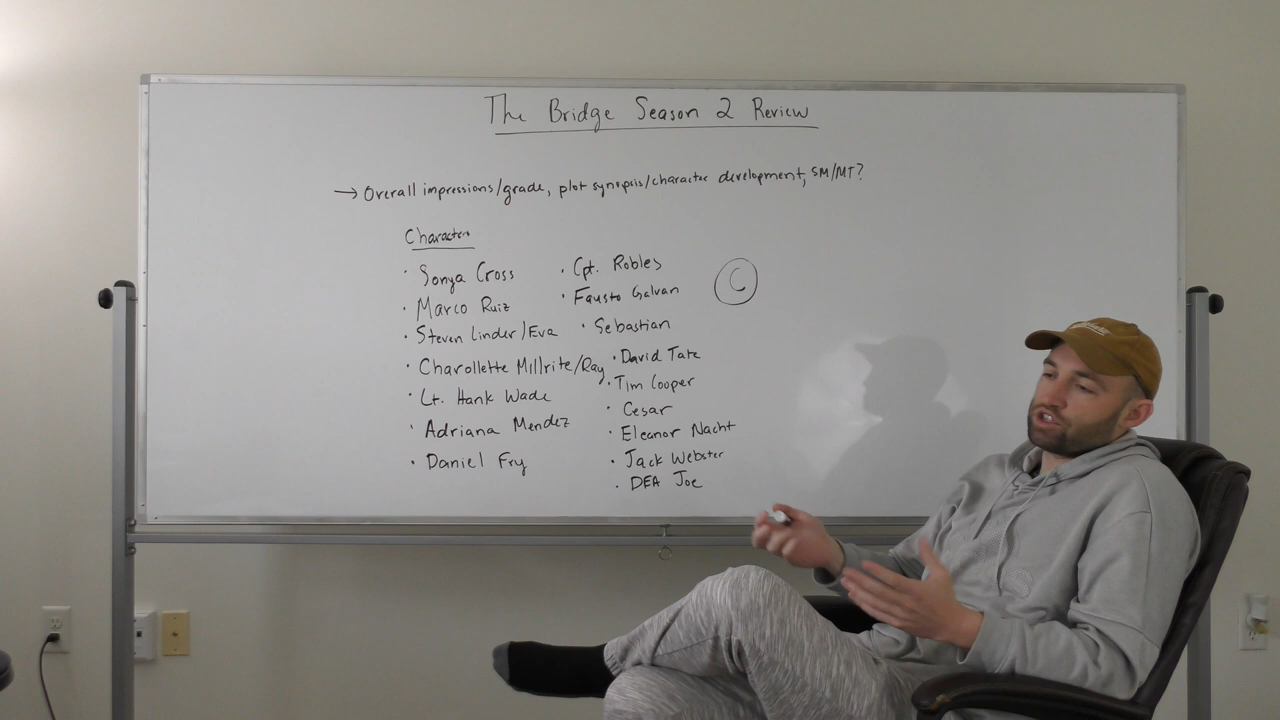 The Bridge Season 2 Review
→ Overall impressions/grade, plot synopsis/character development, SM/MT?
Characters
• Sonya Cross
• Marco Ruiz
• Steven Linder/Eva
• Charollette Millrite/Ray
• Lt. Hank Wade
• Adriana Mendez
• Daniel Fry
• Cpt. Robles
• Fausto Galvan
• Sebastian
• David Tate
• Tim Cooper
• Cesar
• Eleanor Nacht
• Jack Webster
• DEA Joe
C